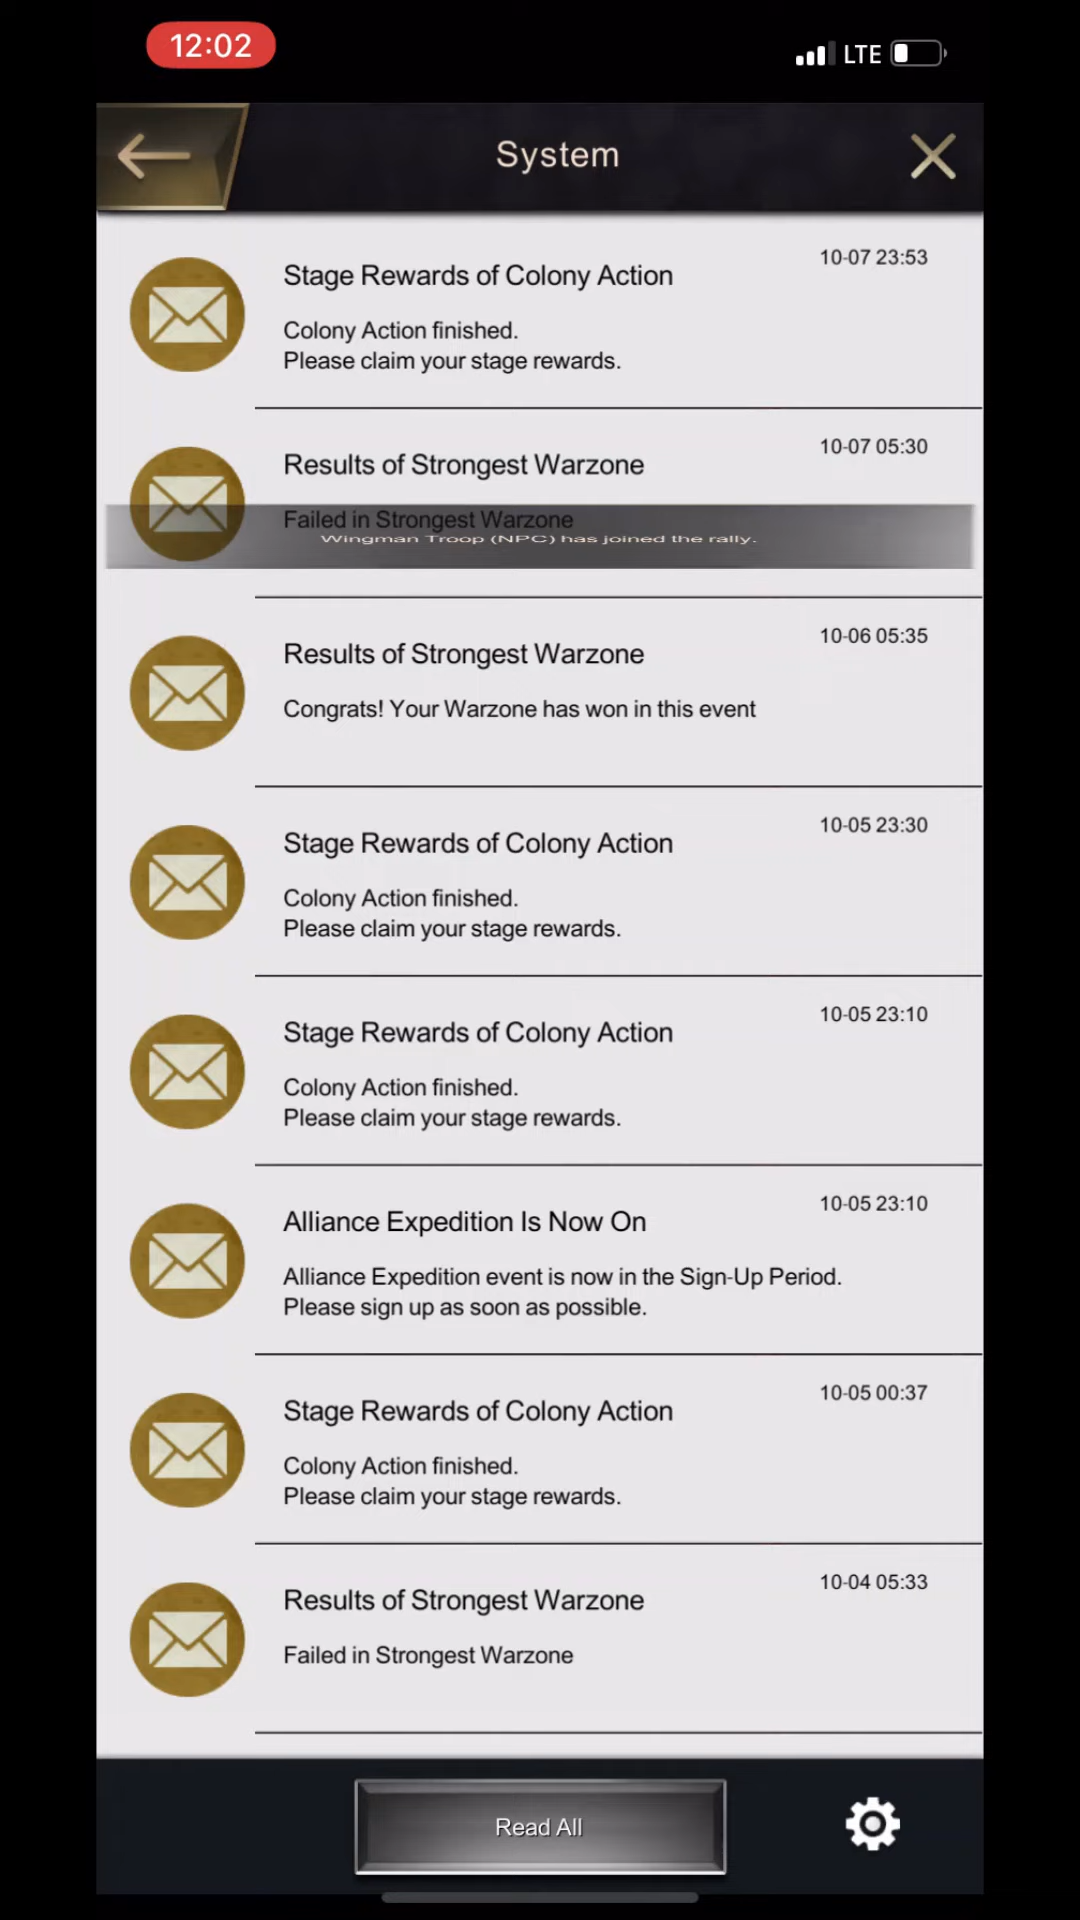 12:02
LTE
System
Stage Rewards of Colony Action
10-07 23:53
Colony Action finished.
Please claim your stage rewards.
Results of Strongest Warzone
10-07 05:30
Failed in Strongest Warzone
Wingman Troop (NPC) has joined the rally.
Results of Strongest Warzone
10-06 05:35
Congrats! Your Warzone has won in this event
Stage Rewards of Colony Action
10-05 23:30
Colony Action finished.
Please claim your stage rewards.
Stage Rewards of Colony Action
10-05 23:10
Colony Action finished.
Please claim your stage rewards.
Alliance Expedition Is Now On
10-05 23:10
Alliance Expedition event is now in the Sign-Up Period.
Please sign up as soon as possible.
Stage Rewards of Colony Action
10-05 00:37
Colony Action finished.
Please claim your stage rewards.
Results of Strongest Warzone
10-04 05:33
Failed in Strongest Warzone
Read All